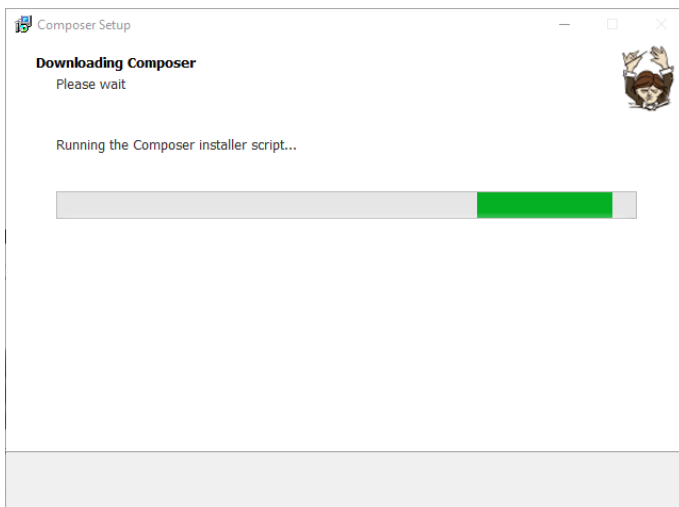 Composer Setup
Downloading Composer
Please wait
Running the Composer installer script...